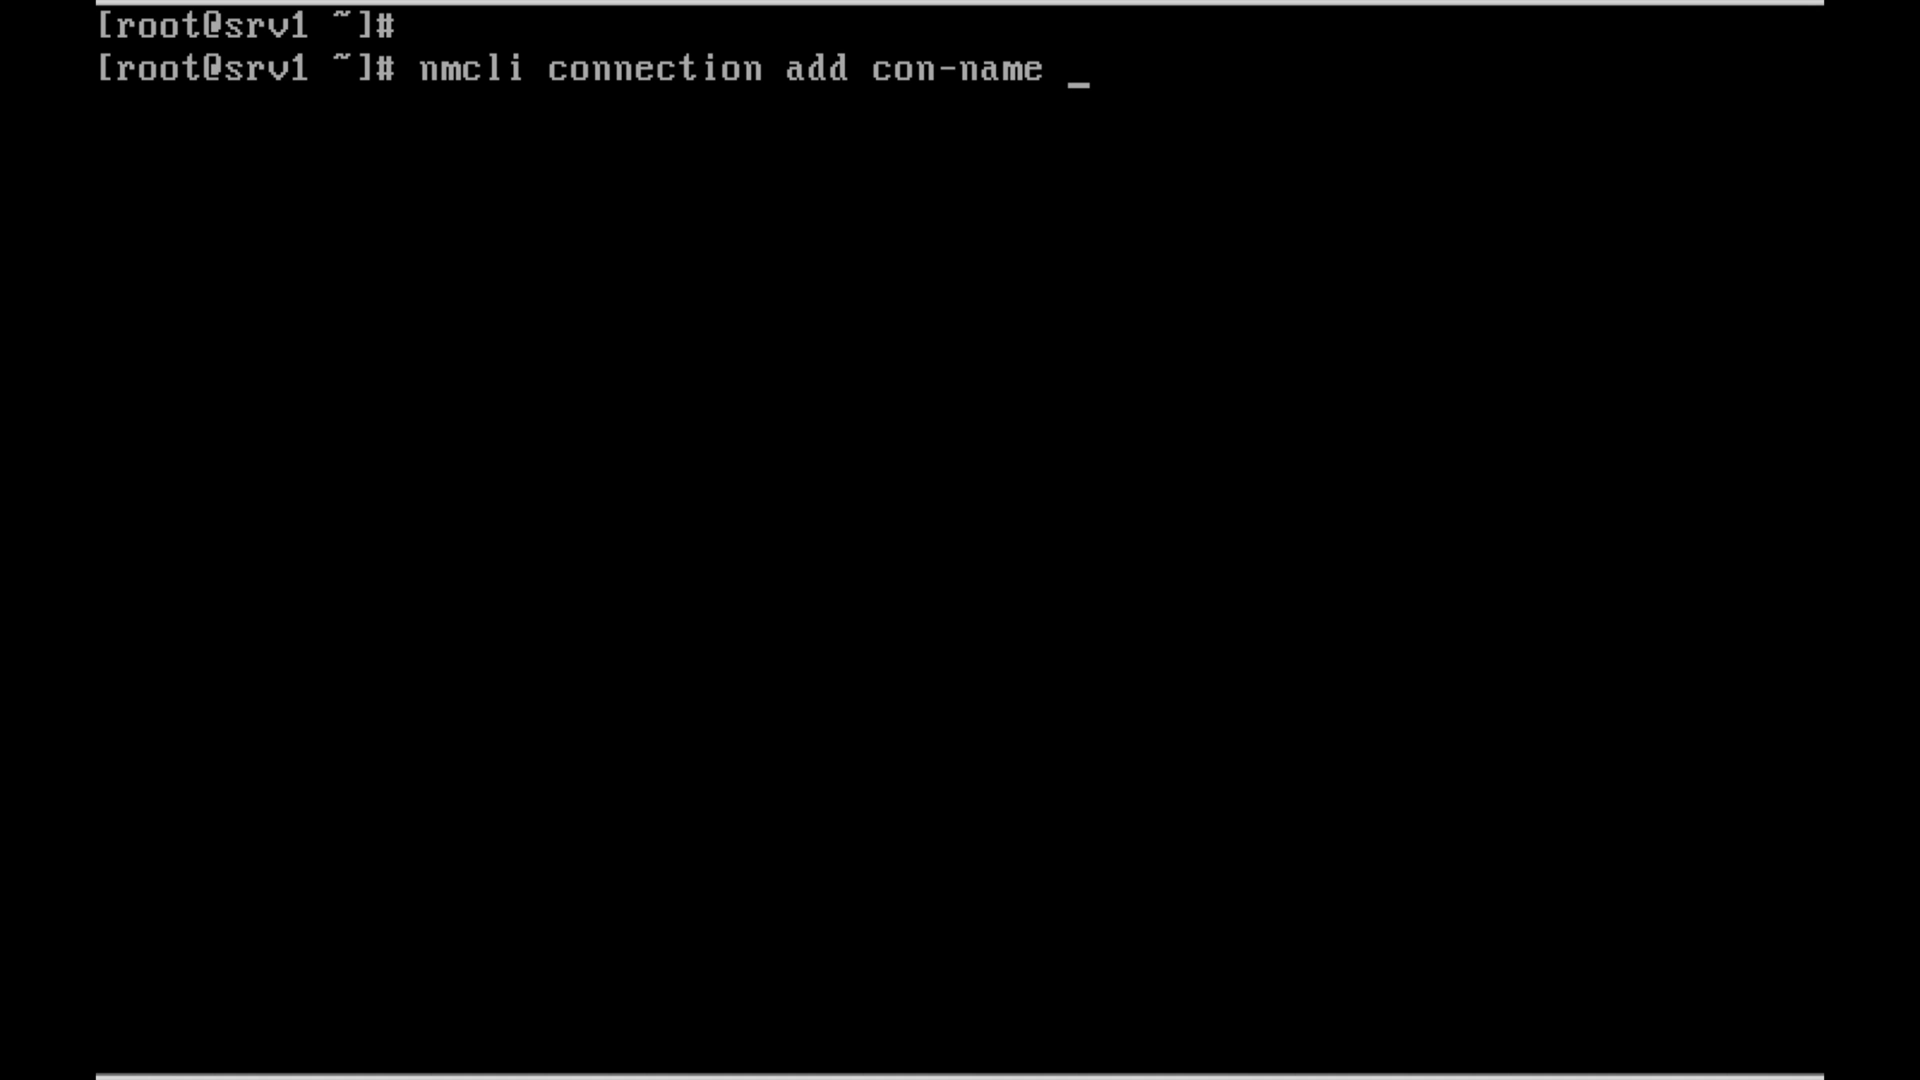 [root@srv1 ~]#
[root@srv1 ~]# nmcli connection add con-name _